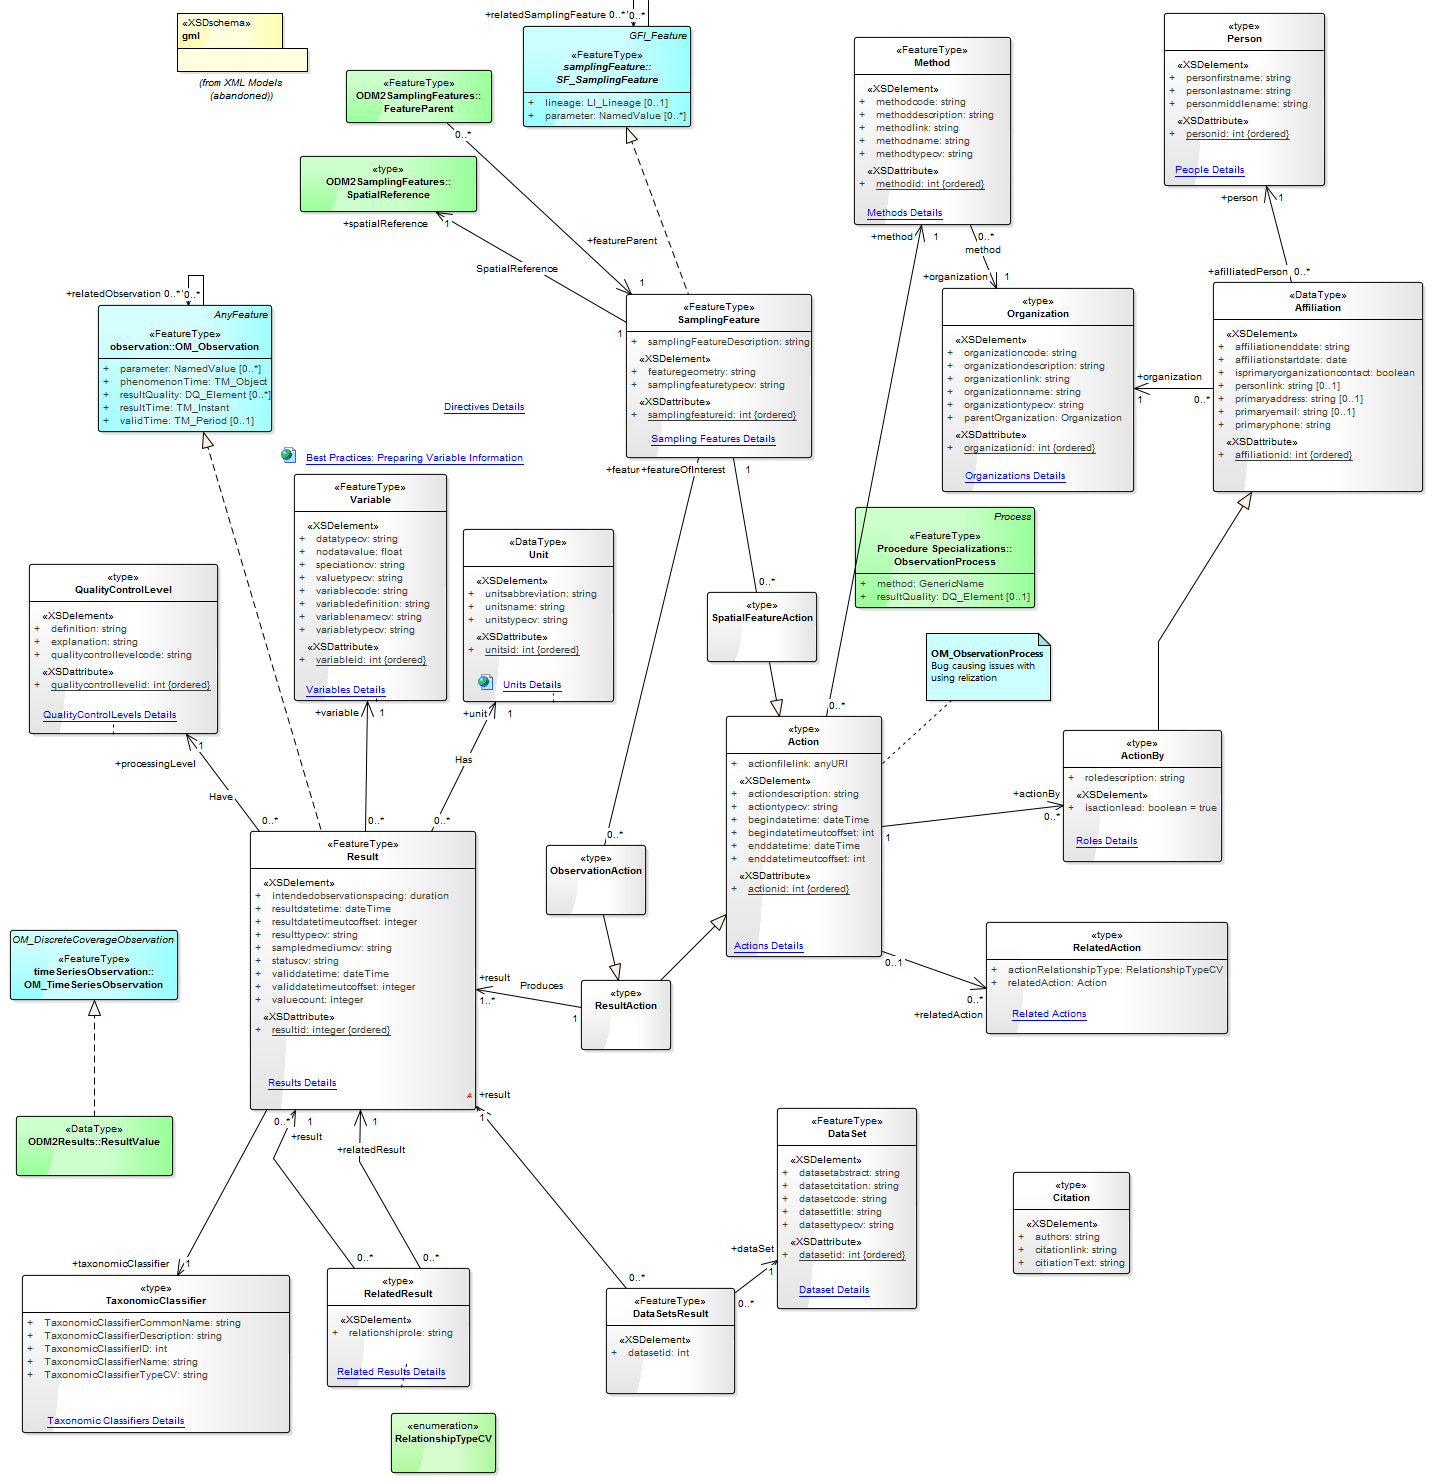 «XSDschema»
gml
(from XML Models
(abandoned))
+relatedSamplingFeature 0..*
0..*
GFI_Feature
«FeatureType»
samplingFeature::
SF_SamplingFeature
+ lineage: LI_Lineage [0..1]
+ parameter: NamedValue [0..*]
«FeatureType»
ODM2SamplingFeatures::
FeatureParent
0..*
«type»
ODM2SamplingFeatures::
SpatialReference
+spatialReference
1
+featureParent
1
SpatialReference
1
«FeatureType»
Method
«XSDelement»
+ methodcode: string
+ methoddescription: string
+ methodlink: string
+ methodname: string
+ methodtypecv: string
«XSDattribute»
+ methodid: int {ordered}
Methods Details
+method
1
0..*
method
+organization
1
«type»
Person
«XSDelement»
+ personfirstname: string
+ personlastname: string
+ personmiddlename: string
«XSDattribute»
+ personid: int {ordered}
People Details
+person
1
+afilliatedPerson 0..*
«type»
Organization
«XSDelement»
+ organizationcode: string
+ organizationdescription: string
+ organizationlink: string
+ organizationname: string
+ organizationtypecv: string
+ parentOrganization: Organization
«XSDattribute»
+ organizationid: int {ordered}
Organizations Details
+organization
1
0..*
«DataType»
Affiliation
«XSDelement»
+ affiliationenddate: string
+ affiliationstartdate: date
+ isprimaryorganizationcontact: boolean
+ personlink: string [0..1]
+ primaryaddress: string [0..1]
+ primaryemail: string [0..1]
+ primaryphone: string
«XSDattribute»
+ affiliationid: int {ordered}
+relatedObservation 0..*
0..*
AnyFeature
«FeatureType»
observation::OM_Observation
+ parameter: NamedValue [0..*]
+ phenomenonTime: TM_Object
+ resultQuality: DQ_Element [0..*]
+ resultTime: TM_Instant
+ validTime: TM_Period [0..1]
«FeatureType»
SamplingFeature
+ samplingFeatureDescription: string
«XSDelement»
+ featuregeometry: string
+ samplingfeaturetypecv: string
«XSDattribute»
+ samplingfeatureid: int {ordered}
Sampling Features Details
Directives Details
Best Practices: Preparing Variable Information
+featur
+featureOfInterest
1
«FeatureType»
Variable
«XSDelement»
+ datatypecv: string
+ nodatavalue: float
+ speciationcv: string
+ valuetypecv: string
+ variablecode: string
+ variabledefinition: string
+ variablenamecv: string
+ variabletypecv: string
«XSDattribute»
+ variableid: int {ordered}
Variables Details
+variable
1
«DataType»
Unit
«XSDelement»
+ unitsabbreviation: string
+ unitsname: string
+ unitstypecv: string
«XSDattribute»
+ unitsid: int {ordered}
Units Details
+unit
1
Has
Process
«FeatureType»
Procedure Specializations::
ObservationProcess
+ method: GenericName
+ resultQuality: DQ_Element [0..1]
«type»
QualityControlLevel
«XSDelement»
+ definition: string
+ explanation: string
+ qualitycontrollevelcode: string
«XSDattribute»
+ qualitycontrollevelid: int {ordered}
QualityControlLevels Details
1
+processingLevel
Have
0..*
0..*
0..*
0..*
«type»
SpatialFeatureAction
OM_ObservationProcess
Bug causing issues with
using relization
0..*
«type»
Action
+ actionfilelink: anyURI
«XSDelement»
+ actiondescription: string
+ actiontypecv: string
+ begindatetime: dateTime
+ begindatetimeutcoffset: int
+ enddatetime: dateTime
+ enddatetimeutcoffset: int
«XSDattribute»
+ actionid: int {ordered}
Actions Details
«type»
ActionBy
+ roledescription: string
«XSDelement»
+ isactionlead: boolean = true
Roles Details
+actionBy
0..*
1
0..*
«type»
ObservationAction
«FeatureType»
Result
«XSDelement»
+ intendedobservationspacing: duration
+ resultdatetime: dateTime
+ resultdatetimeutcoffset: integer
+ resulttypecv: string
+ sampledmediumcv: string
+ statuscv: string
+ validdatetime: dateTime
+ validdatetimeutcoffset: integer
+ valuecount: integer
«XSDattribute»
+ resultid: integer {ordered}
Results Details
A
OM_DiscreteCoverageObservation
«FeatureType»
timeSeriesObservation::
OM_TimeSeriesObservation
+result
1..*
Produces
1
«type»
ResultAction
0..1
0..*
+relatedAction
«type»
RelatedAction
+ actionRelationshipType: RelationshipTypeCV
+ relatedAction: Action
Related Actions
+result
1
«DataType»
ODM2Results::ResultValue
0..*
1
+result
1
+relatedResult
«FeatureType»
DataSet
«XSDelement»
+ datasetabstract: string
+ datasetcitation: string
+ datasetcode: string
+ datasettitle: string
+ datasettypecv: string
«XSDattribute»
+ datasetid: int {ordered}
Dataset Details
«type»
Citation
«XSDelement»
+ authors: string
+ citationlink: string
+ citiationText: string
+dataSet
1
0..*
0..*
+taxonomicClassifier
1
0..*
0..*
«type»
TaxonomicClassifier
+ TaxonomicClassifierCommonName: string
+ TaxonomicClassifierDescription: string
+ TaxonomicClassifierID: int
+ TaxonomicClassifierName: string
+ TaxonomicClassifierTypeCV: string
Taxonomic Classifiers Details
«type»
RelatedResult
«XSDelement»
+ relationshiprole: string
Related Results Details
«FeatureType»
DataSetsResult
«XSDelement»
+ datasetid: int
«enumeration»
RelationshipTypeCV